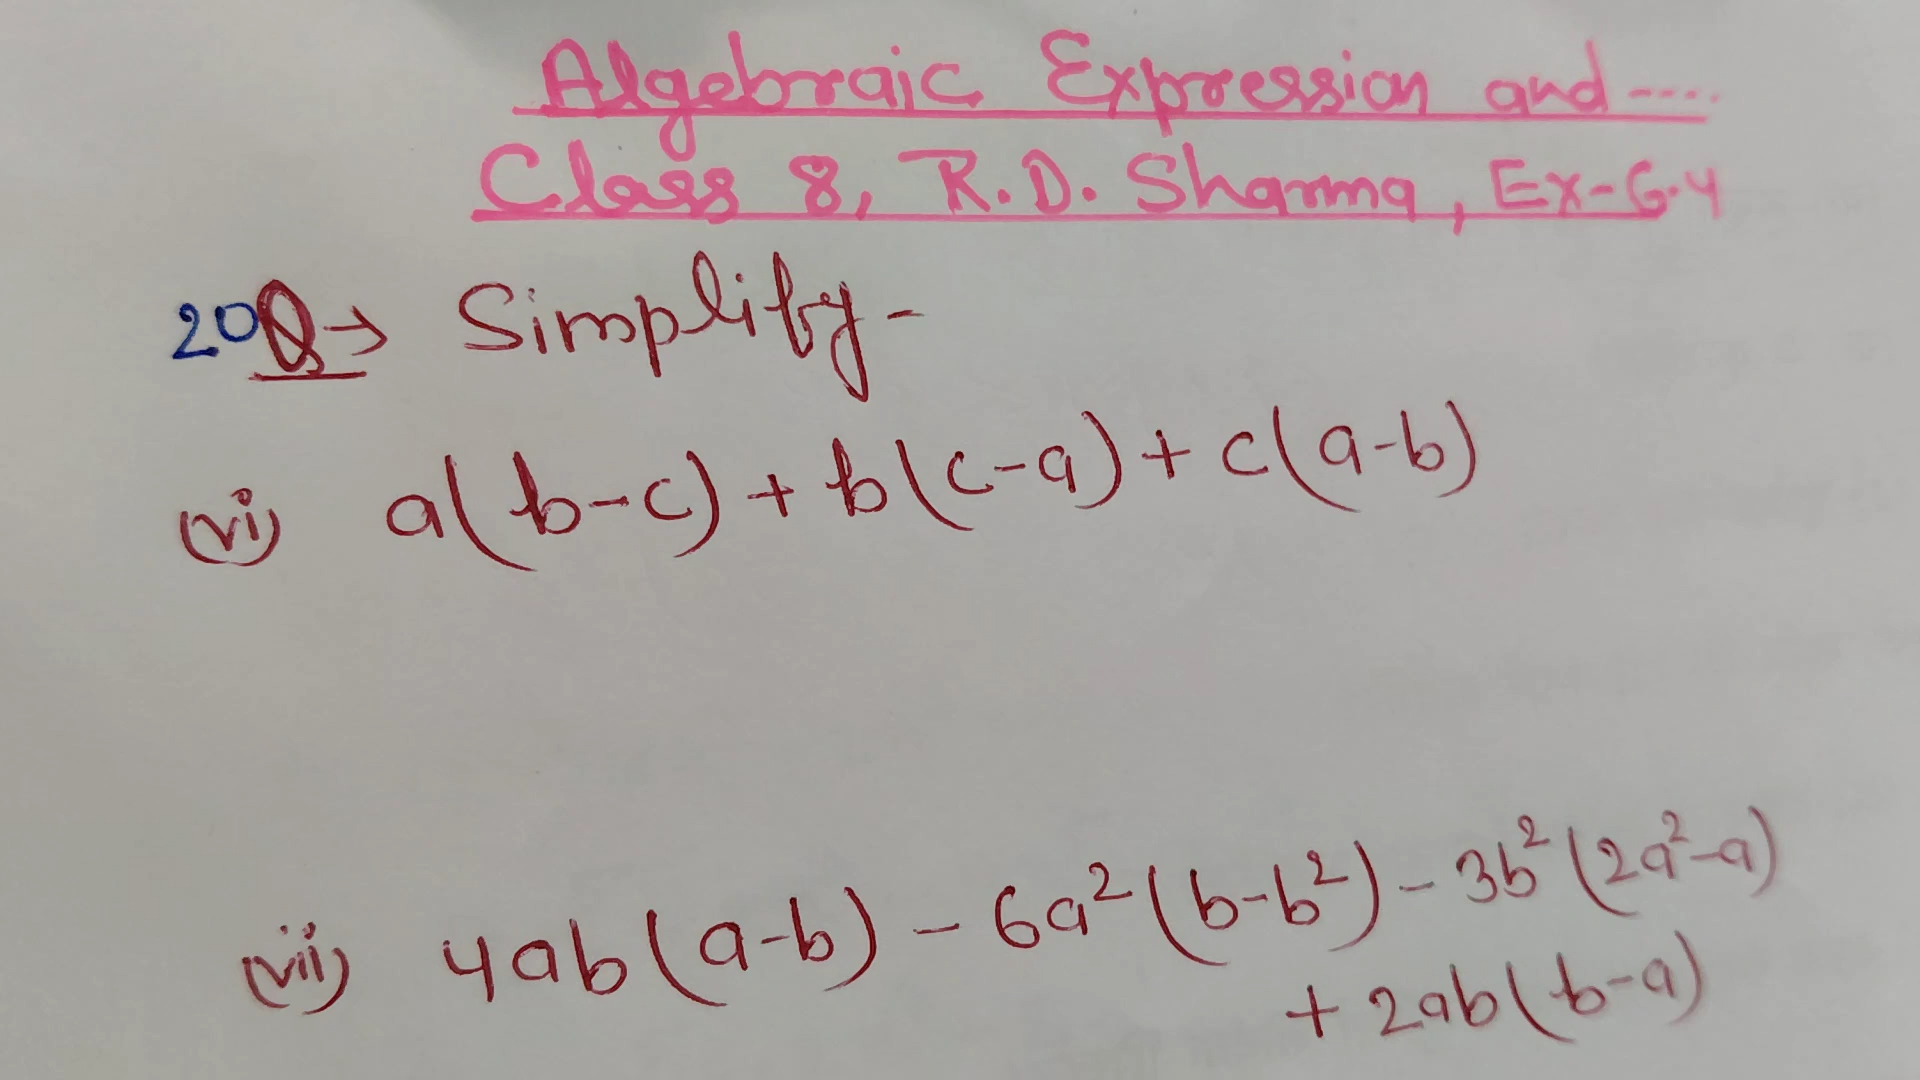 Algebraic Expression and ----....
Class 8, R.D. Sharma, Ex-6.4
20Q→ Simplify-
(vi) a(b-c) + b(c-a) + c(a-b)
(vii) 4ab(a-b) - 6a²(b-b²) - 3b²(2a²-a)
+ 2ab(b-a)